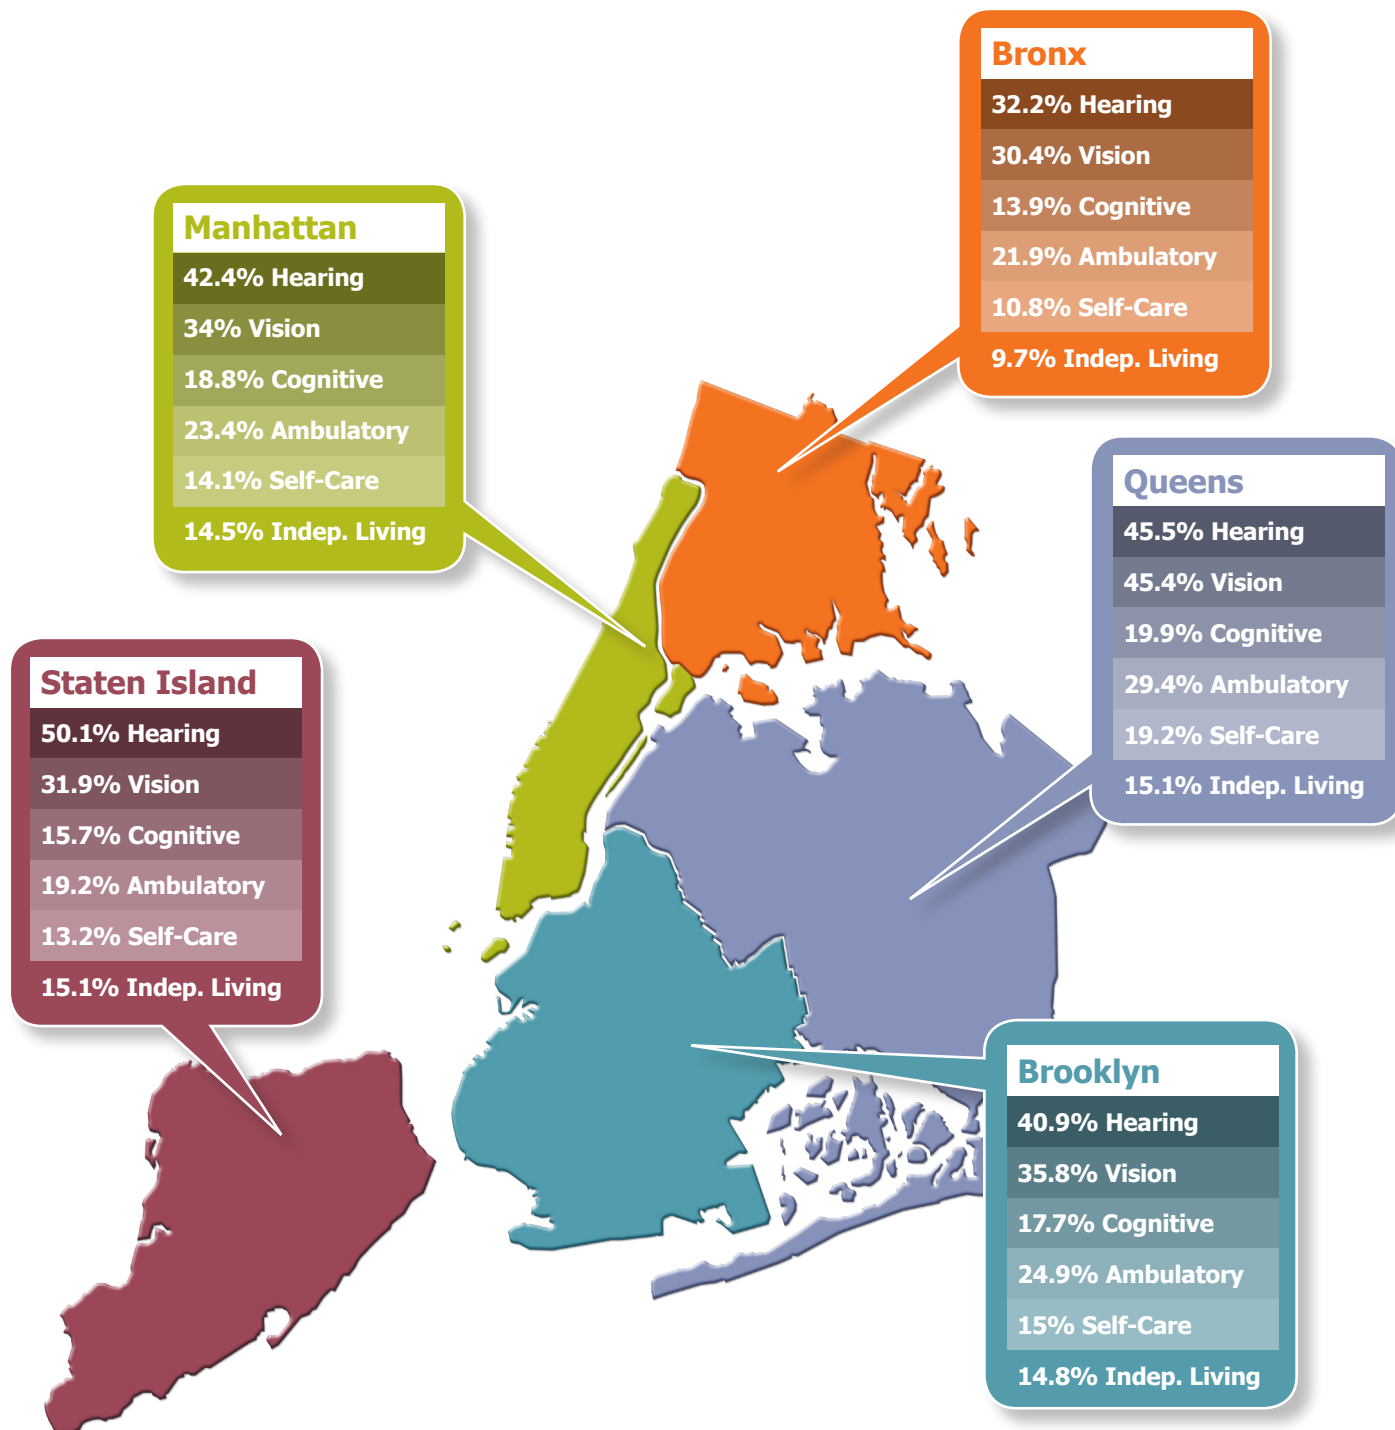 Bronx
32.2% Hearing
30.4% Vision
13.9% Cognitive
21.9% Ambulatory
10.8% Self-Care
9.7% Indep. Living
Manhattan
42.4% Hearing
34% Vision
18.8% Cognitive
23.4% Ambulatory
14.1% Self-Care
14.5% Indep. Living
Queens
45.5% Hearing
45.4% Vision
19.9% Cognitive
29.4% Ambulatory
19.2% Self-Care
15.1% Indep. Living
Staten Island
50.1% Hearing
31.9% Vision
15.7% Cognitive
19.2% Ambulatory
13.2% Self-Care
15.1% Indep. Living
Brooklyn
40.9% Hearing
35.8% Vision
17.7% Cognitive
24.9% Ambulatory
15% Self-Care
14.8% Indep. Living